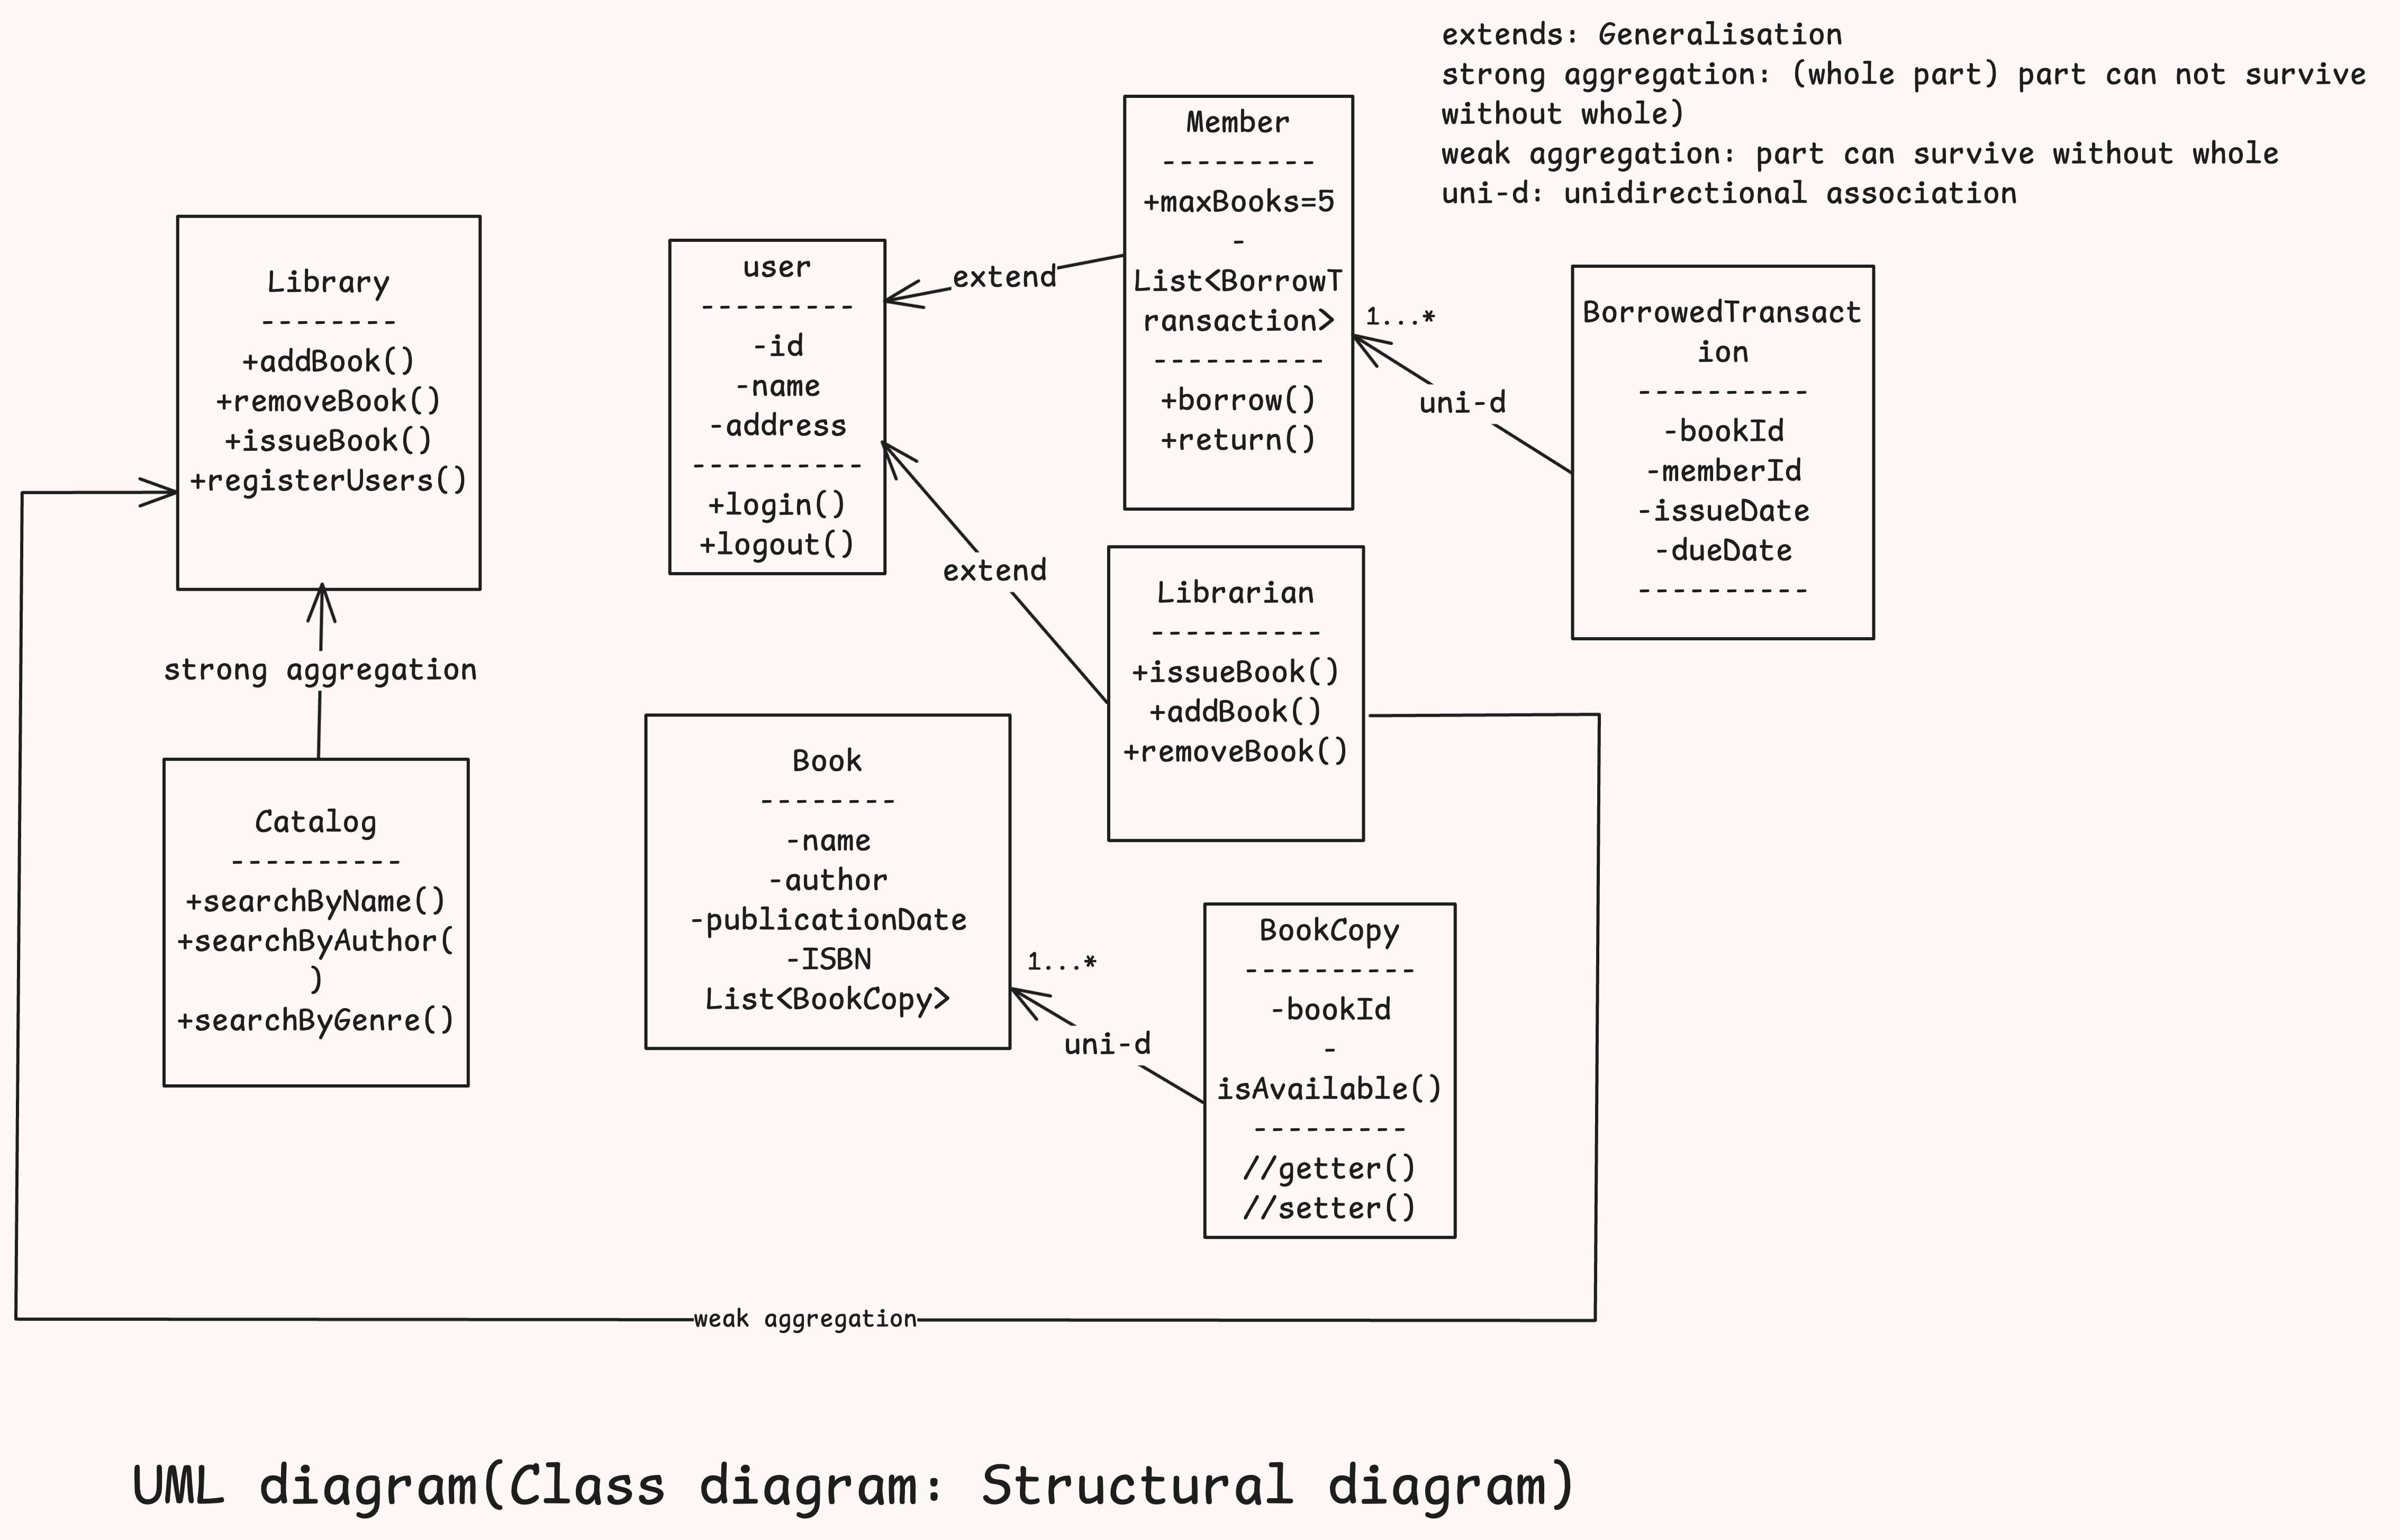 extends: Generalisation
strong aggregation: (whole part) part can not survive
without whole)
weak aggregation: part can survive without whole
uni-d: unidirectional association
Library
--------
+addBook()
+removeBook()
+issueBook()
+registerUsers()
user
---------
-id
-name
-address
----------
+login()
+logout()
extend
Member
---------
+maxBooks=5
-
List<BorrowT
ransaction>
----------
+borrow()
+return()
1...*
uni-d
BorrowedTransact
ion
----------
-bookId
-memberId
-issueDate
-dueDate
----------
extend
Librarian
----------
+issueBook()
+addBook()
+removeBook()
strong aggregation
Catalog
----------
+searchByName()
+searchByAuthor(
)
+searchByGenre()
Book
--------
-name
-author
-publicationDate
-ISBN
List<BookCopy>
1...*
uni-d
BookCopy
----------
-bookId
-
isAvailable()
---------
//getter()
//setter()
weak aggregation
UML diagram(Class diagram: Structural diagram)